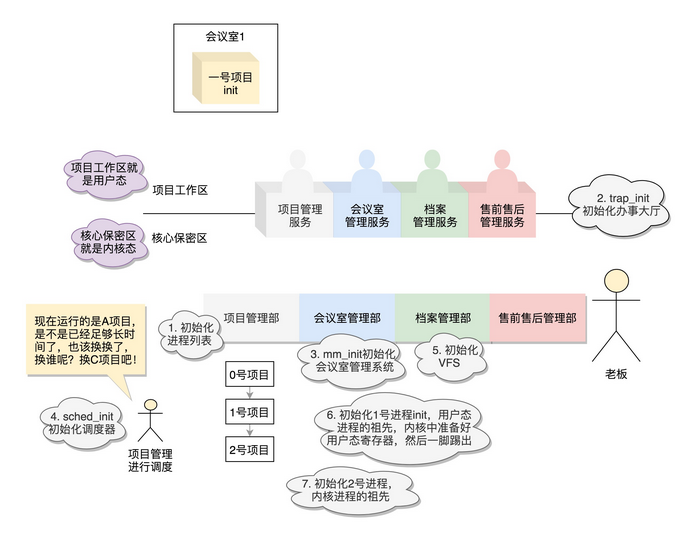 会议室1
一号项目
init
项目工作区就
是用户态
项目工作区
核心保密区
就是内核态
核心保密区
项目管理
服务
会议室
管理服务
档案
管理服务
售前售后
管理服务
2. trap_init
初始化办事大厅
现在运行的是A项目，
是不是已经足够长时
间了，也该换换了，
换谁呢？换C项目吧！
1. 初始化
进程列表
项目管理部
会议室管理部
档案管理部
售前售后管理部
老板
3. mm_init初始化
会议室管理系统
5. 初始化
VFS
0号项目
1号项目
2号项目
4. sched_init
初始化调度器
项目管理
进行调度
6. 初始化1号进程init，用户态
进程的祖先，内核中准备好
用户态寄存器，然后一脚踢出
7. 初始化2号进程，
内核进程的祖先